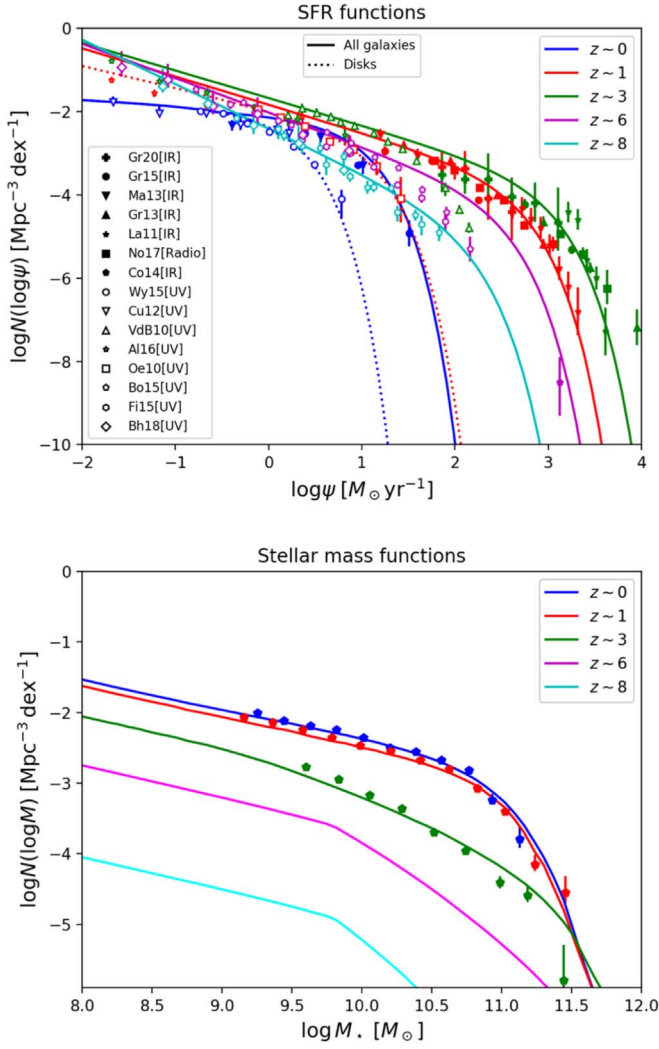 SFR functions
All galaxies
Disks
z ~ 0
z ~ 1
z ~ 3
z ~ 6
z ~ 8
Gr20[IR]
Gr15[IR]
Ma13[IR]
Gr13[IR]
La11[IR]
No17[Radio]
Co14[IR]
Wy15[UV]
Cu12[UV]
VdB10[UV]
Al16[UV]
Oe10[UV]
Bo15[UV]
Fi15[UV]
Bh18[UV]
0
−2
−4
−6
−8
−10
logN(logψ) [Mpc⁻³ dex⁻¹]
−2 −1 0 1 2 3 4
logψ [M⊙ yr⁻¹]
Stellar mass functions
z ~ 0
z ~ 1
z ~ 3
z ~ 6
z ~ 8
0
−1
−2
−3
−4
−5
logN(logM) [Mpc⁻³ dex⁻¹]
8.0 8.5 9.0 9.5 10.0 10.5 11.0 11.5 12.0
log M⋆ [M⊙]